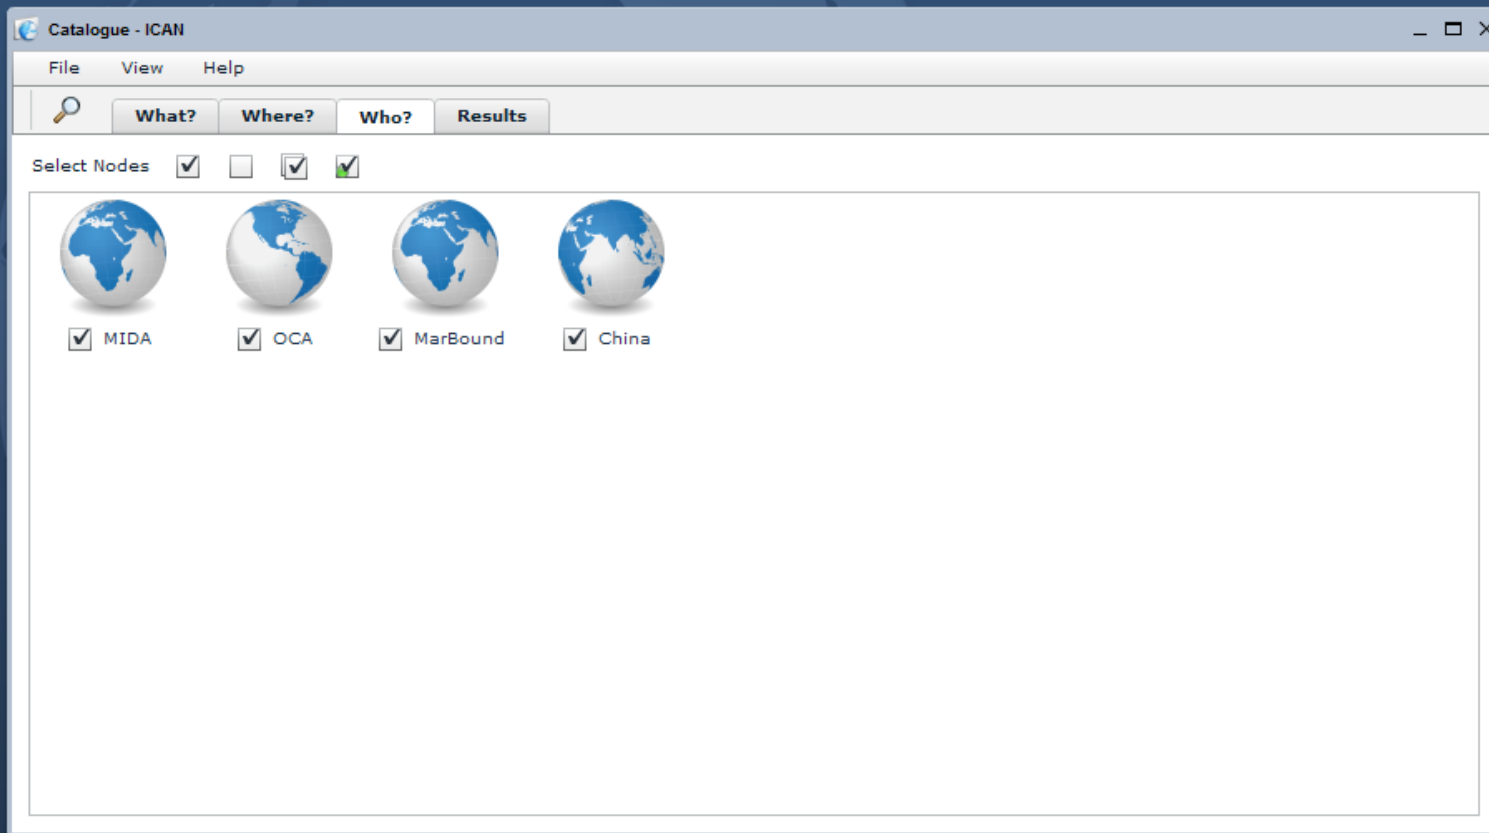 Catalogue - ICAN
File View Help
What? Where? Who? Results
Select Nodes
MIDA OCA MarBound China